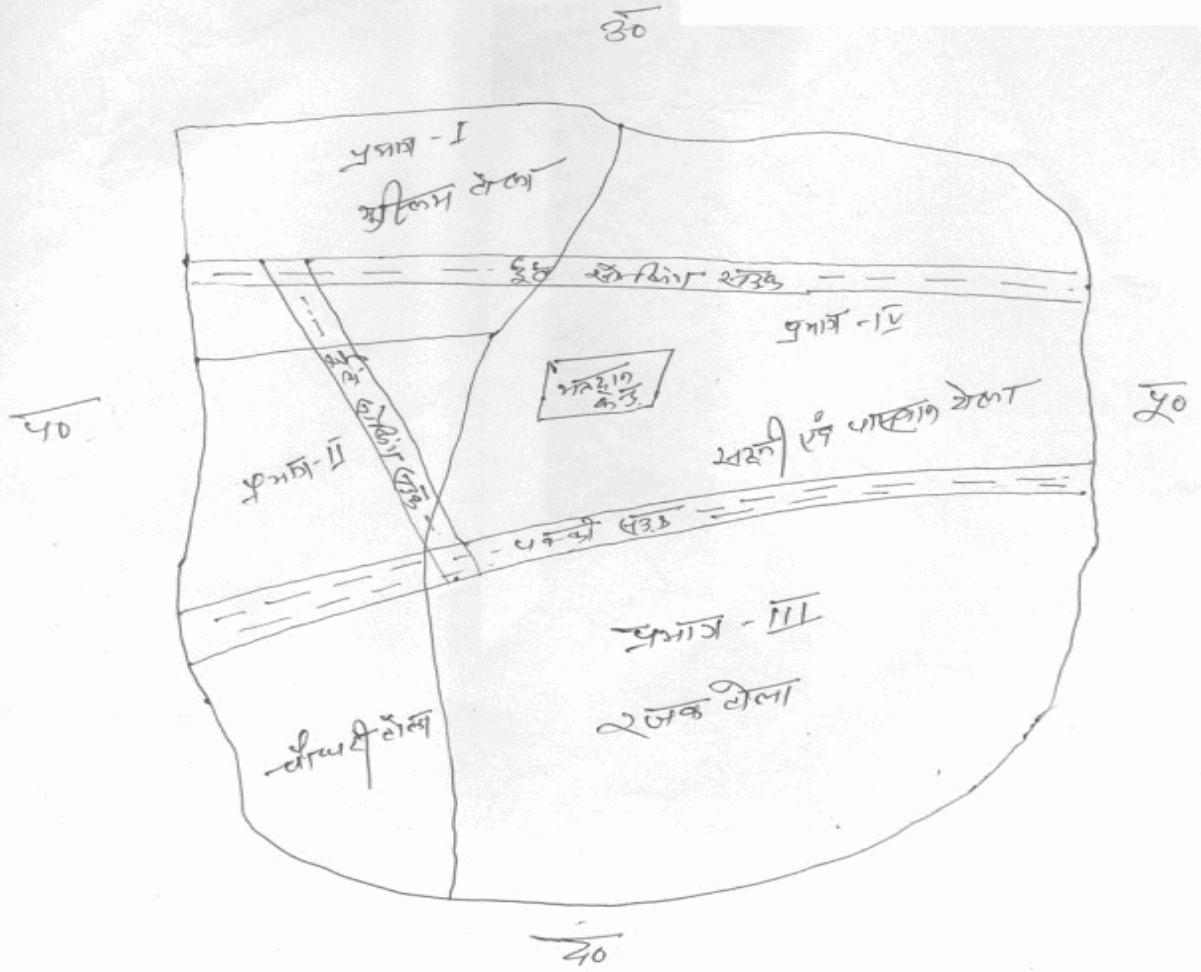 उ०
प्रभाग - I
मुस्लिम टोला
ईंट सोलिंग सड़क
प्रभाग - IV
मतदान
केन्द्र
ईंट सोलिंग सड़क
प०
पू०
सहनी एवं पासवान टोला
प्रभाग - II
पक्की सड़क
प्रभाग - III
रजक टोला
चौधरी टोला
द०